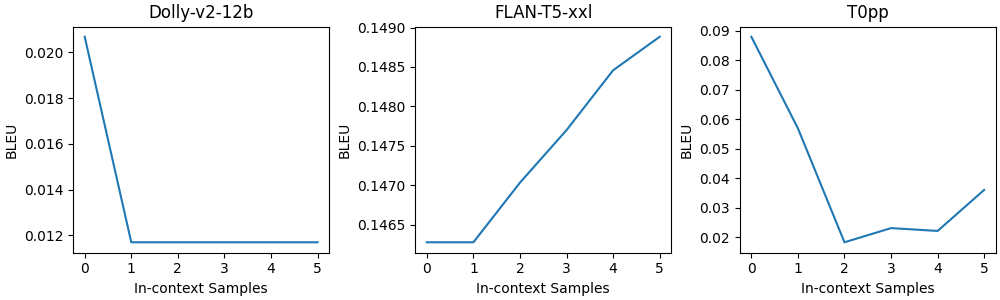 Dolly-v2-12b
BLEU
0.020
0.018
0.016
0.014
0.012
0 1 2 3 4 5
In-context Samples
FLAN-T5-xxl
BLEU
0.1490
0.1485
0.1480
0.1475
0.1470
0.1465
0 1 2 3 4 5
In-context Samples
T0pp
BLEU
0.09
0.08
0.07
0.06
0.05
0.04
0.03
0.02
0 1 2 3 4 5
In-context Samples